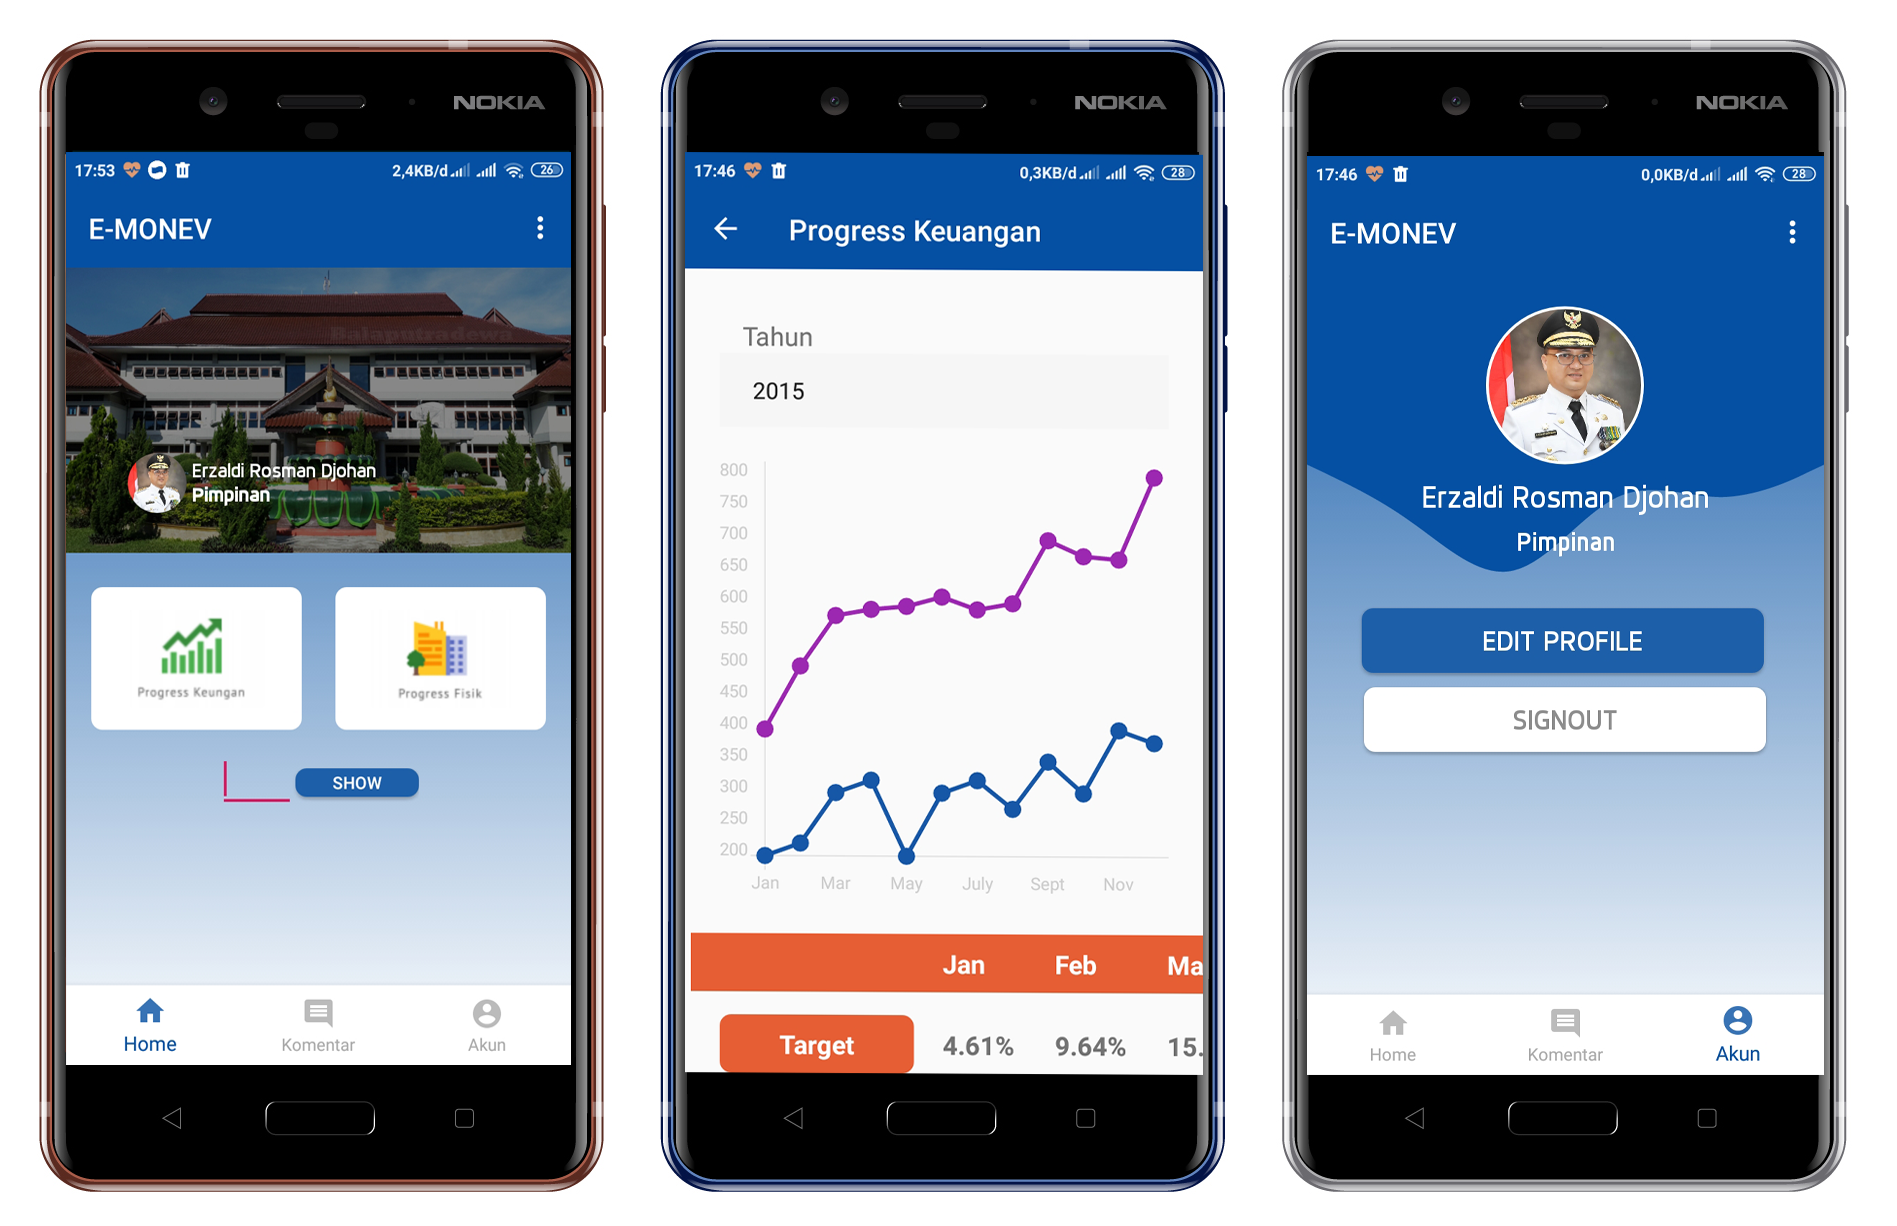 NOKIA
17:53
2,4KB/d
26
E-MONEV
Balaputradewa
Erzaldi Rosman Djohan
Pimpinan
Progress Keungan
Progress Fisik
SHOW
Home
Komentar
Akun
NOKIA
17:46
0,3KB/d
28
Progress Keuangan
Tahun
2015
800
750
700
650
600
550
500
450
400
350
300
250
200
Jan Mar May July Sept Nov
Jan Feb Ma
Target 4.61% 9.64% 15.
NOKIA
17:46
0,0KB/d
28
E-MONEV
Erzaldi Rosman Djohan
Pimpinan
EDIT PROFILE
SIGNOUT
Home
Komentar
Akun